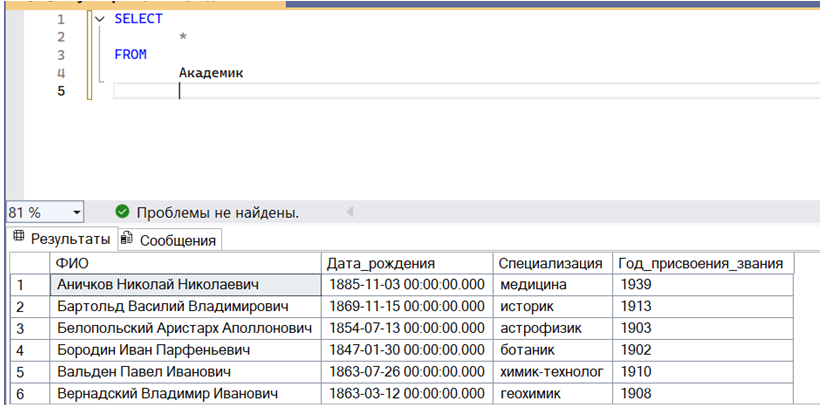 1 SELECT
2 *
3 FROM
4 Академик
5
81 % Проблемы не найдены.
Результаты Сообщения
ФИО Дата_рождения Специализация Год_присвоения_звания
1 Аничков Николай Николаевич 1885-11-03 00:00:00.000 медицина 1939
2 Бартольд Василий Владимирович 1869-11-15 00:00:00.000 историк 1913
3 Белопольский Аристарх Аполлонович 1854-07-13 00:00:00.000 астрофизик 1903
4 Бородин Иван Парфеньевич 1847-01-30 00:00:00.000 ботаник 1902
5 Вальден Павел Иванович 1863-07-26 00:00:00.000 химик-технолог 1910
6 Вернадский Владимир Иванович 1863-03-12 00:00:00.000 геохимик 1908